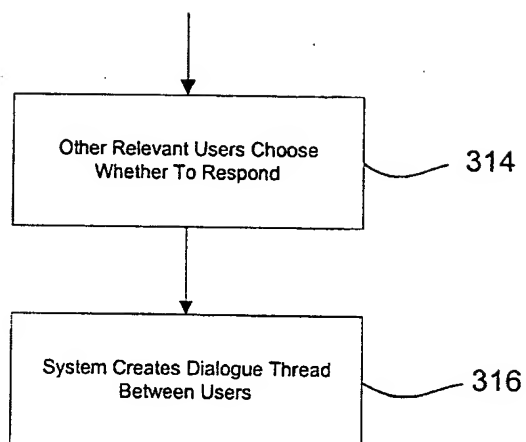 Other Relevant Users Choose
Whether To Respond
314
System Creates Dialogue Thread
Between Users
316